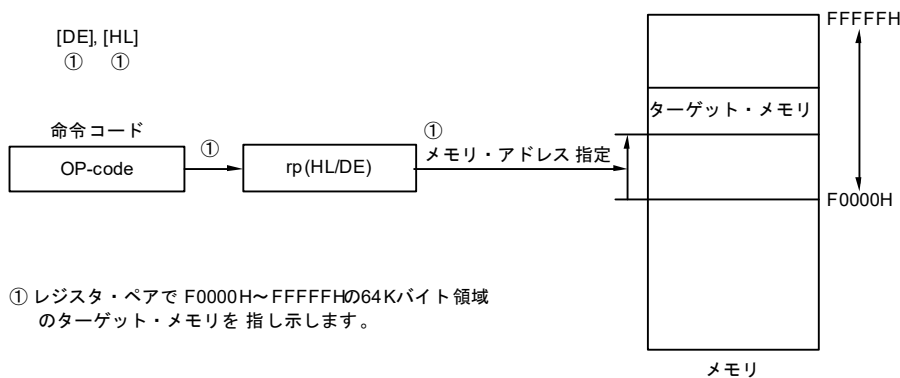 [DE], [HL]
① ①
命令コード
OP-code
①
rp(HL/DE)
①
メモリ・アドレス指定
FFFFFH
ターゲット・メモリ
F0000H
メモリ
① レジスタ・ペアで F0000H～FFFFFHの64Kバイト領域
のターゲット・メモリを指し示します。